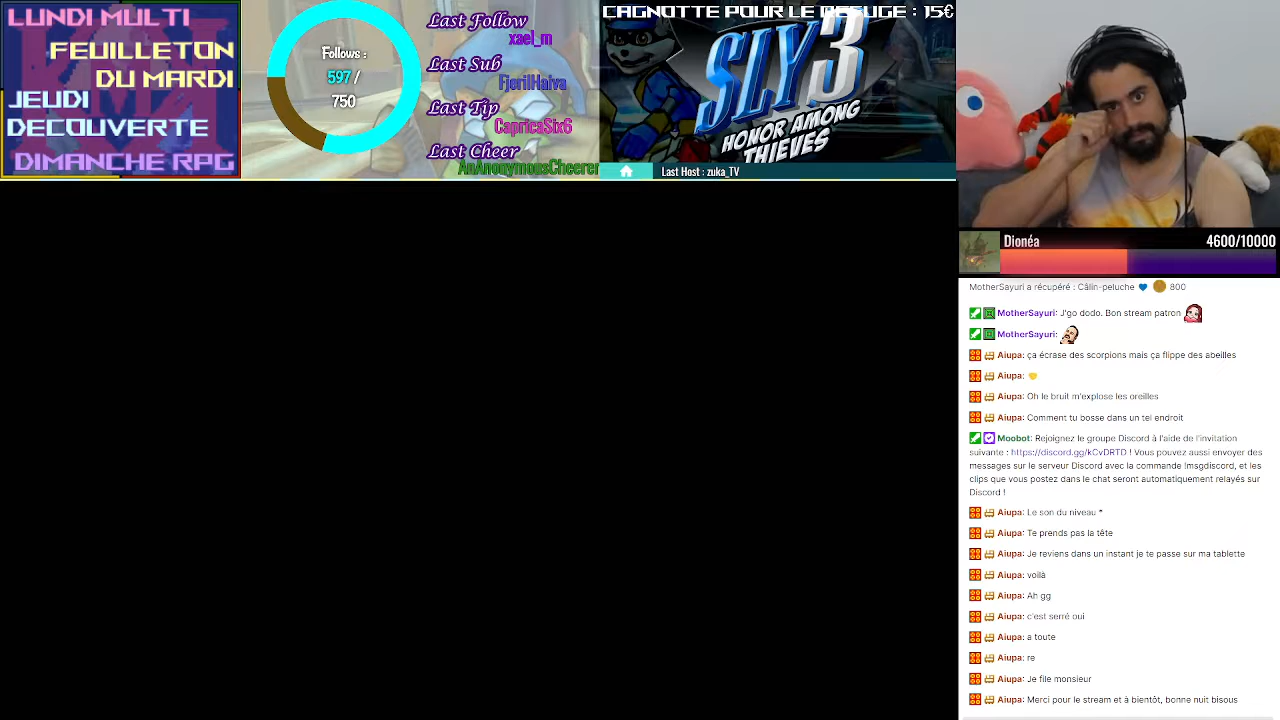 LUNDI MULTI
FEUILLETON
DU MARDI
JEUDI
DECOUVERTE
DIMANCHE RPG
Follows :
597 /
750
Last Follow
xael_m
Last Sub
FjorilHaiva
Last Tip
CapricaSix6
Last Cheer
AnAnonymousCheerer
CAGNOTTE POUR LE REFUGE : 15€
SLY 3
HONOR AMONG
THIEVES
Last Host : zuka_TV
Dionéa 4600/10000
MotherSayuri a récupéré : Câlin-peluche 800
MotherSayuri: J'go dodo. Bon stream patron
MotherSayuri:
Aiupa: ça écrase des scorpions mais ça flippe des abeilles
Aiupa:
Aiupa: Oh le bruit m'explose les oreilles
Aiupa: Comment tu bosse dans un tel endroit
Moobot: Rejoignez le groupe Discord à l'aide de l'invitation
suivante : https://discord.gg/kCvDRTD ! Vous pouvez aussi envoyer des
messages sur le serveur Discord avec la commande !msgdiscord, et les
clips que vous postez dans le chat seront automatiquement relayés sur
Discord !
Aiupa: Le son du niveau *
Aiupa: Te prends pas la tête
Aiupa: Je reviens dans un instant je te passe sur ma tablette
Aiupa: voilà
Aiupa: Ah gg
Aiupa: c'est serré oui
Aiupa: a toute
Aiupa: re
Aiupa: Je file monsieur
Aiupa: Merci pour le stream et à bientôt, bonne nuit bisous